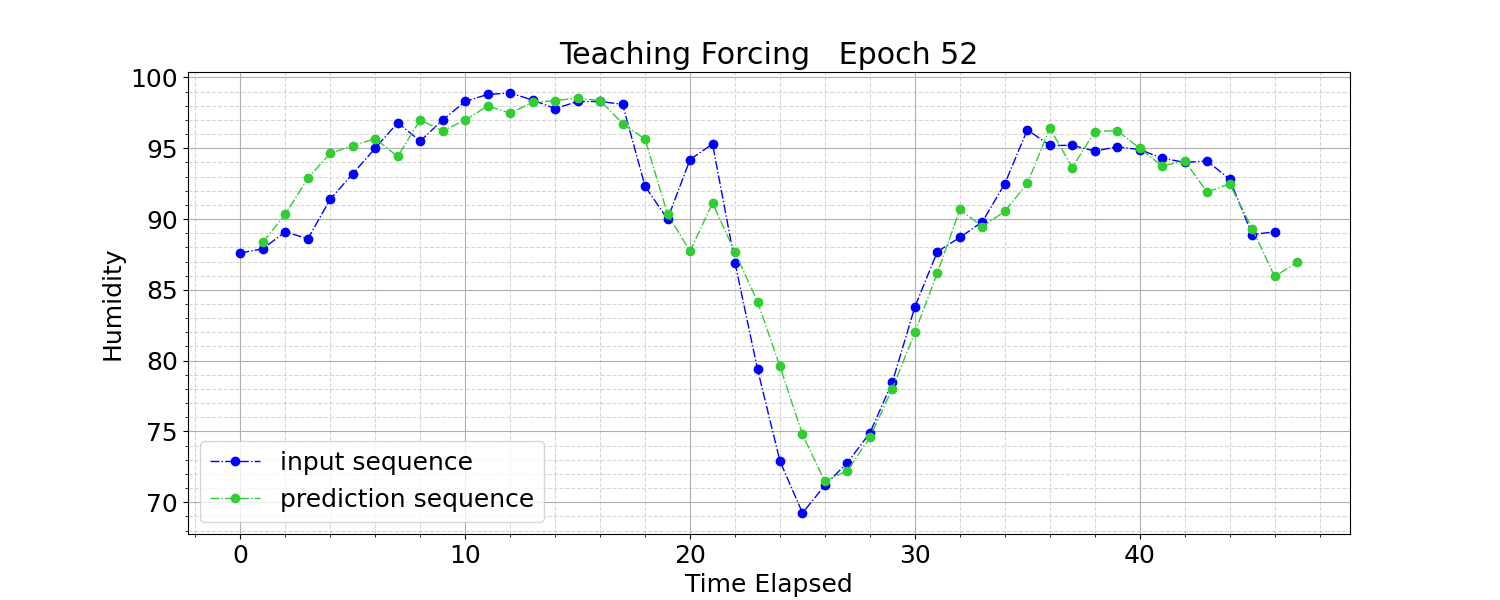 Teaching Forcing   Epoch 52
Humidity
100
95
90
85
80
75
70
input sequence
prediction sequence
0 10 20 30 40
Time Elapsed